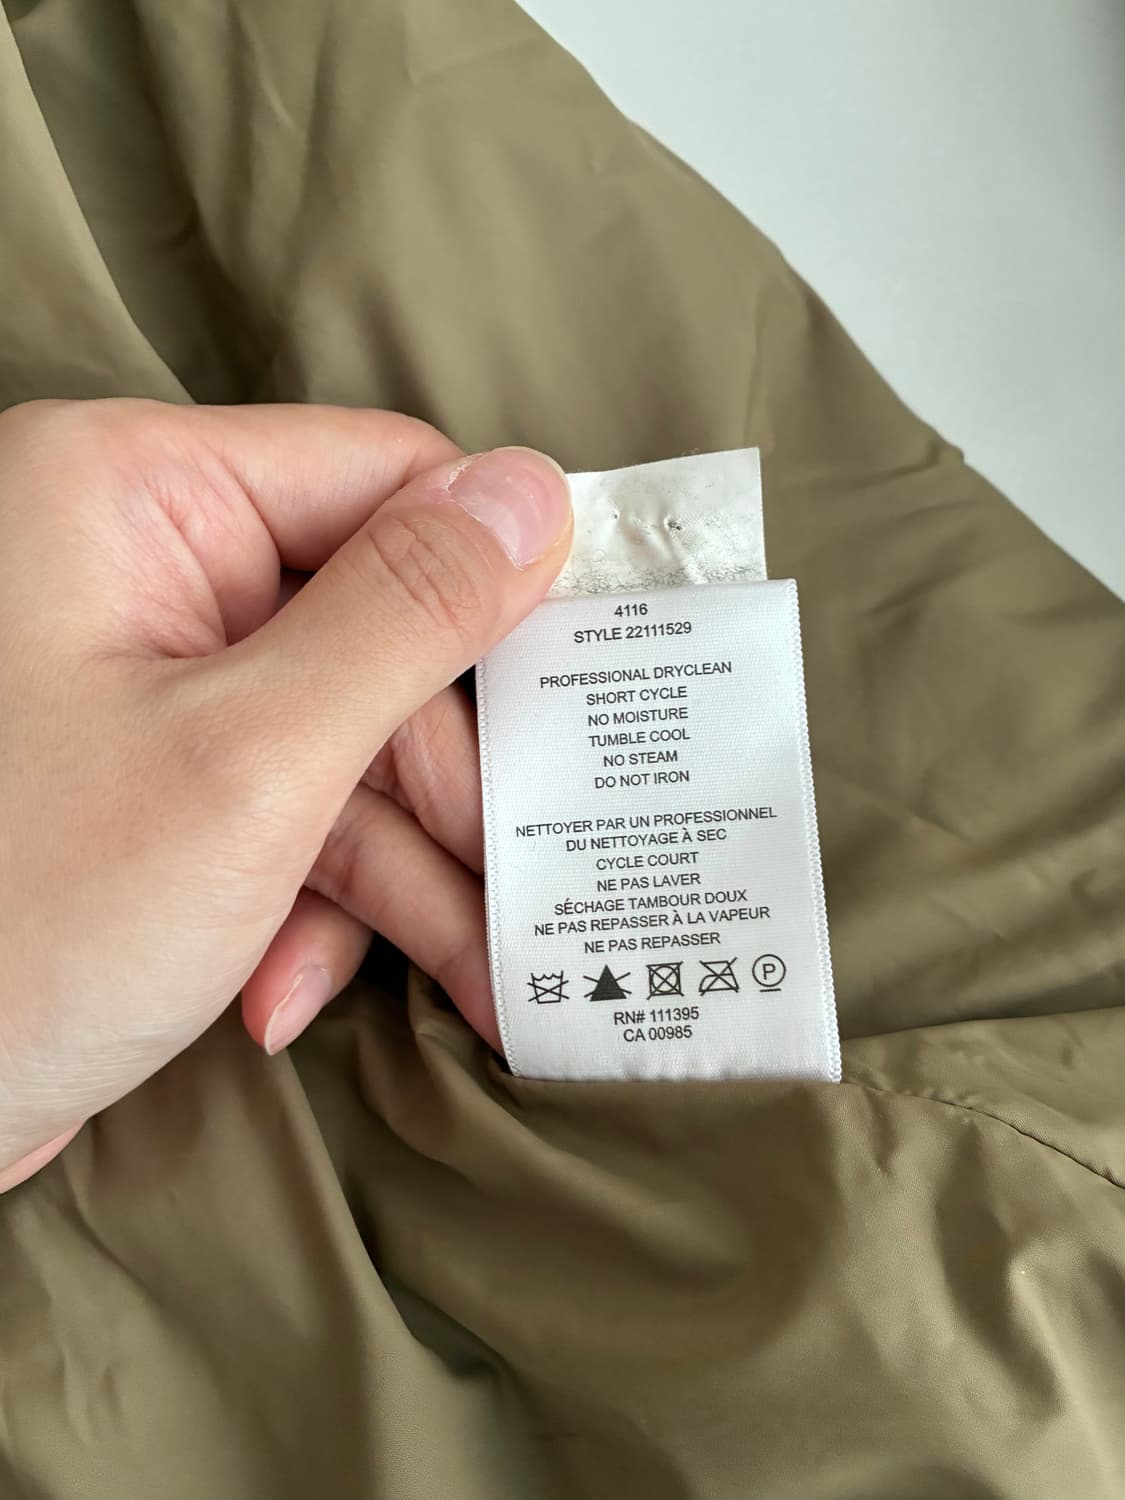 4116
STYLE 22111529
PROFESSIONAL DRYCLEAN
SHORT CYCLE
NO MOISTURE
TUMBLE COOL
NO STEAM
DO NOT IRON
NETTOYER PAR UN PROFESSIONNEL
DU NETTOYAGE À SEC
CYCLE COURT
NE PAS LAVER
SÉCHAGE TAMBOUR DOUX
NE PAS REPASSER À LA VAPEUR
NE PAS REPASSER
P
RN# 111395
CA 00985